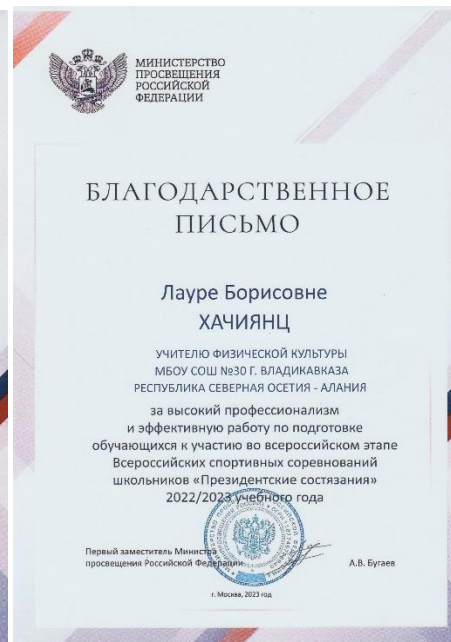 МИНИСТЕРСТВО
ПРОСВЕЩЕНИЯ
РОССИЙСКОЙ
ФЕДЕРАЦИИ
БЛАГОДАРСТВЕННОЕ
ПИСЬМО
Лауре Борисовне
ХАЧИЯНЦ
УЧИТЕЛЮ ФИЗИЧЕСКОЙ КУЛЬТУРЫ
МБОУ СОШ №30 Г. ВЛАДИКАВКАЗА
РЕСПУБЛИКА СЕВЕРНАЯ ОСЕТИЯ - АЛАНИЯ
за высокий профессионализм
и эффективную работу по подготовке
обучающихся к участию во всероссийском этапе
Всероссийских спортивных соревнований
школьников «Президентские состязания»
2022/2023 учебного года
Первый заместитель Министра
просвещения Российской Федерации
А.В. Бугаев
г. Москва, 2023 год